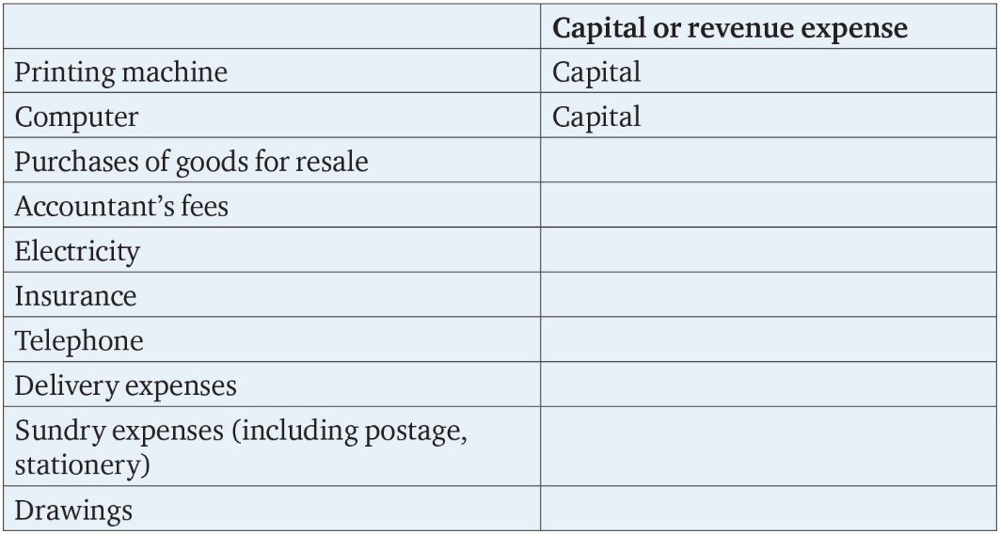 Capital or revenue expense
Printing machine Capital
Computer Capital
Purchases of goods for resale
Accountant’s fees
Electricity
Insurance
Telephone
Delivery expenses
Sundry expenses (including postage,
stationery)
Drawings